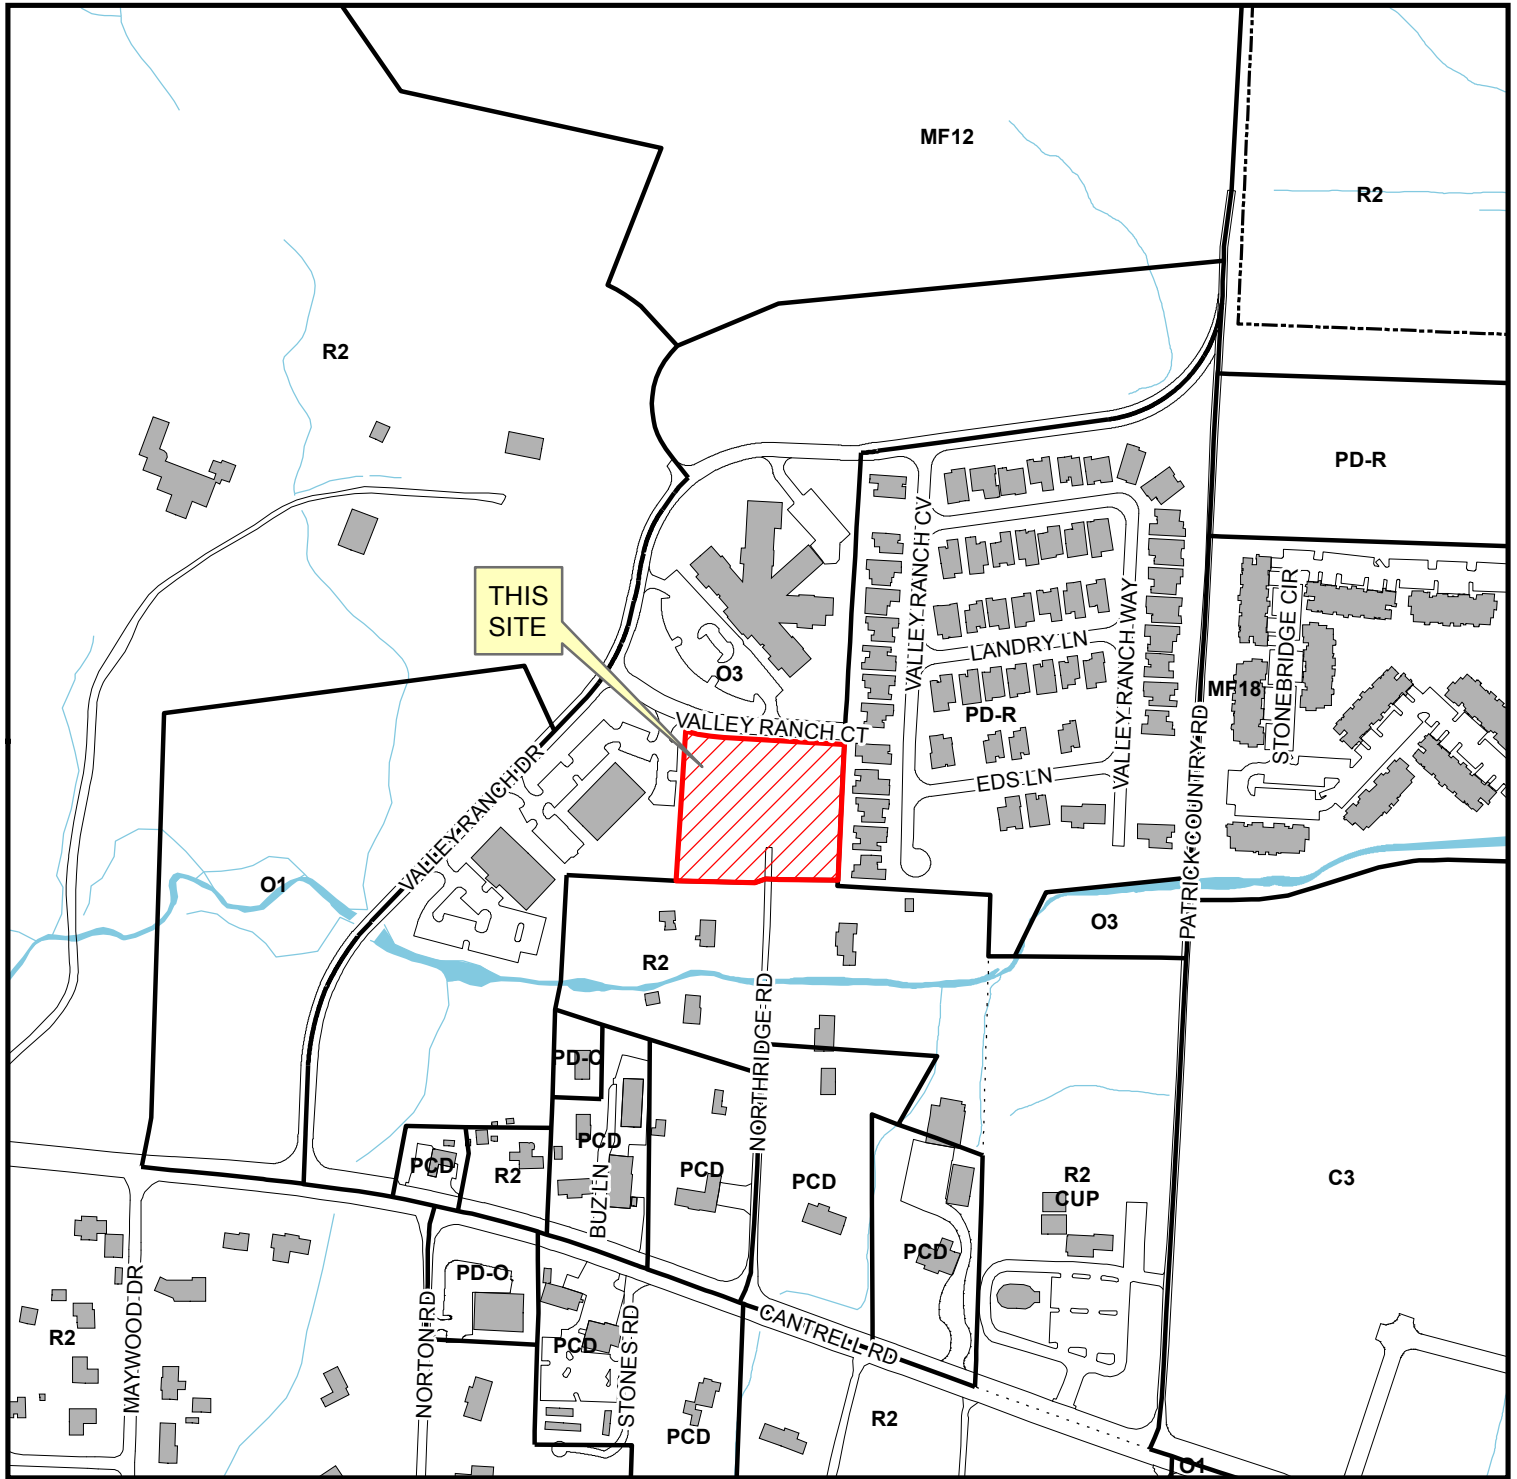 MF12
R2
R2
PD-R
THIS
SITE
VALLEY RANCH CV
VALLEY RANCH WAY
LANDRY LN
STONEBRIDGE CIR
O3
MF18
PD-R
VALLEY RANCH CT
EDS LN
VALLEY RANCH DR
PATRICK COUNTRY RD
O1
O3
R2
NORTHRIDGE RD
PD-O
PCD
PCD
R2
BUZ LN
PCD
PCD
R2
CUP
C3
PCD
PD-O
MAYWOOD DR
NORTON RD
STONES RD
CANTRELL RD
R2
PCD
PCD
R2
O1